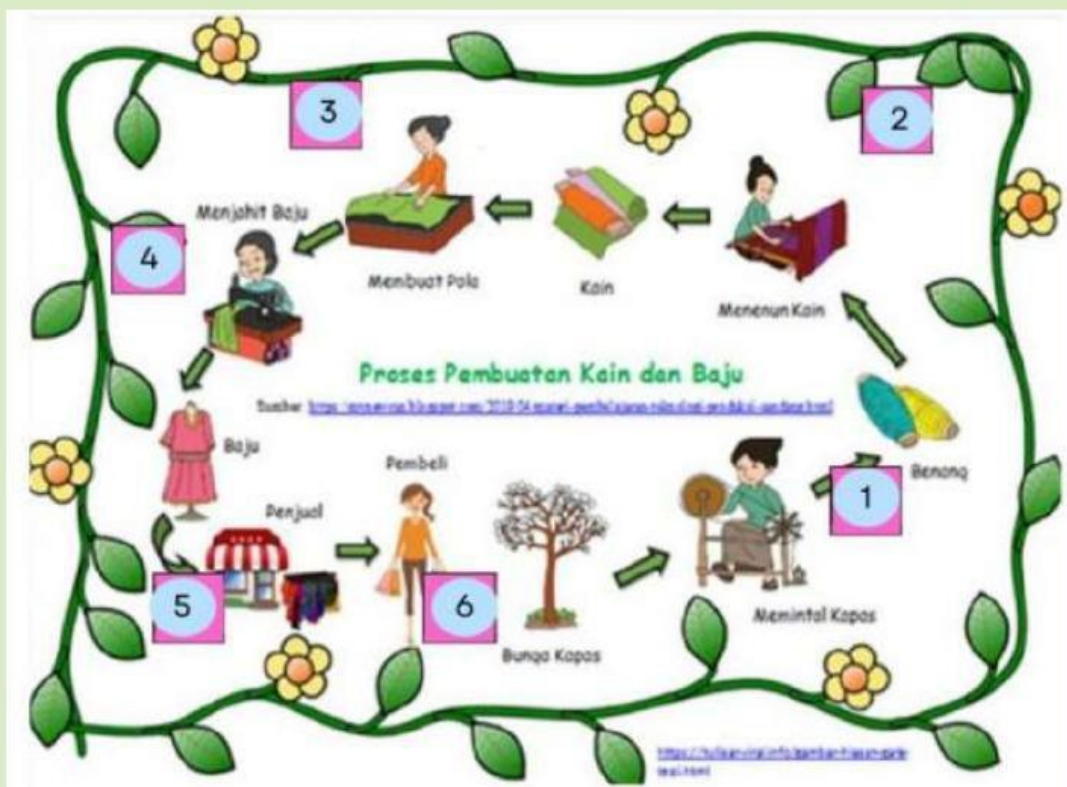 3
2
Menjahit Baju
4
Membuat Pola
Kain
Menenun Kain
Proses Pembuatan Kain dan Baju
Sumber
Baju
Pembeli
Benang
1
Penjual
5
6
Memintal Kapas
Bunga Kapas